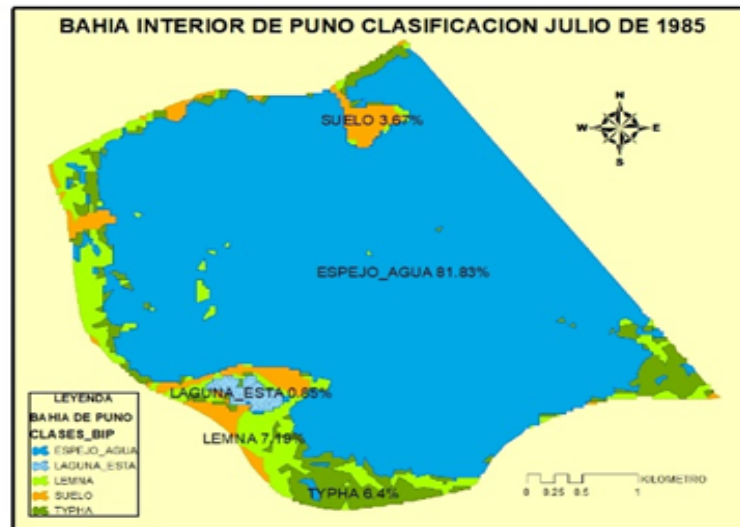 BAHIA INTERIOR DE PUNO CLASIFICACION JULIO DE 1985
N
W E
S
SUELO 3.67%
ESPEJO_AGUA 81.83%
LAGUNA_ESTA 0.85%
LEMNA 7.19%
TYPHA 6.4%
LEYENDA
BAHIA DE PUNO
CLASES_BIP
ESPEJO_AGUA
LAGUNA_ESTA
LEMNA
SUELO
TYPHA
KILOMETRO
0 0.25 0.5 1